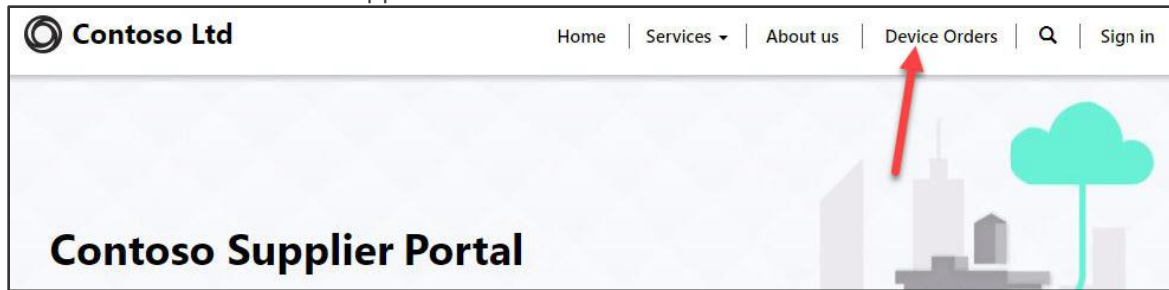 Contoso Ltd
Home | Services | About us | Device Orders | Sign in
Contoso Supplier Portal